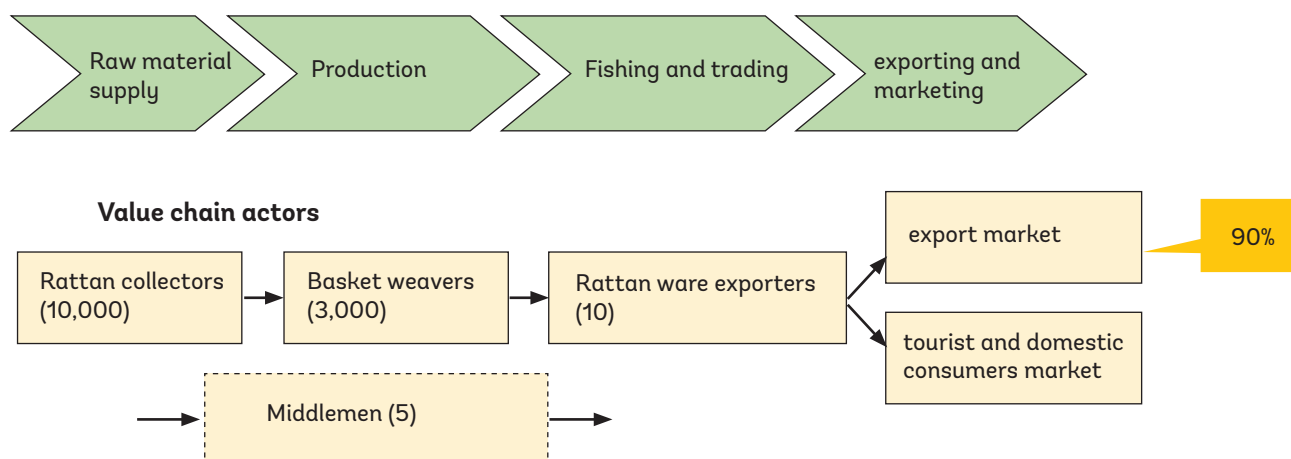 Raw material
supply
Production
Fishing and trading
exporting and
marketing
Value chain actors
Rattan collectors
(10,000)
Basket weavers
(3,000)
Rattan ware exporters
(10)
export market
90%
tourist and domestic
consumers market
Middlemen (5)